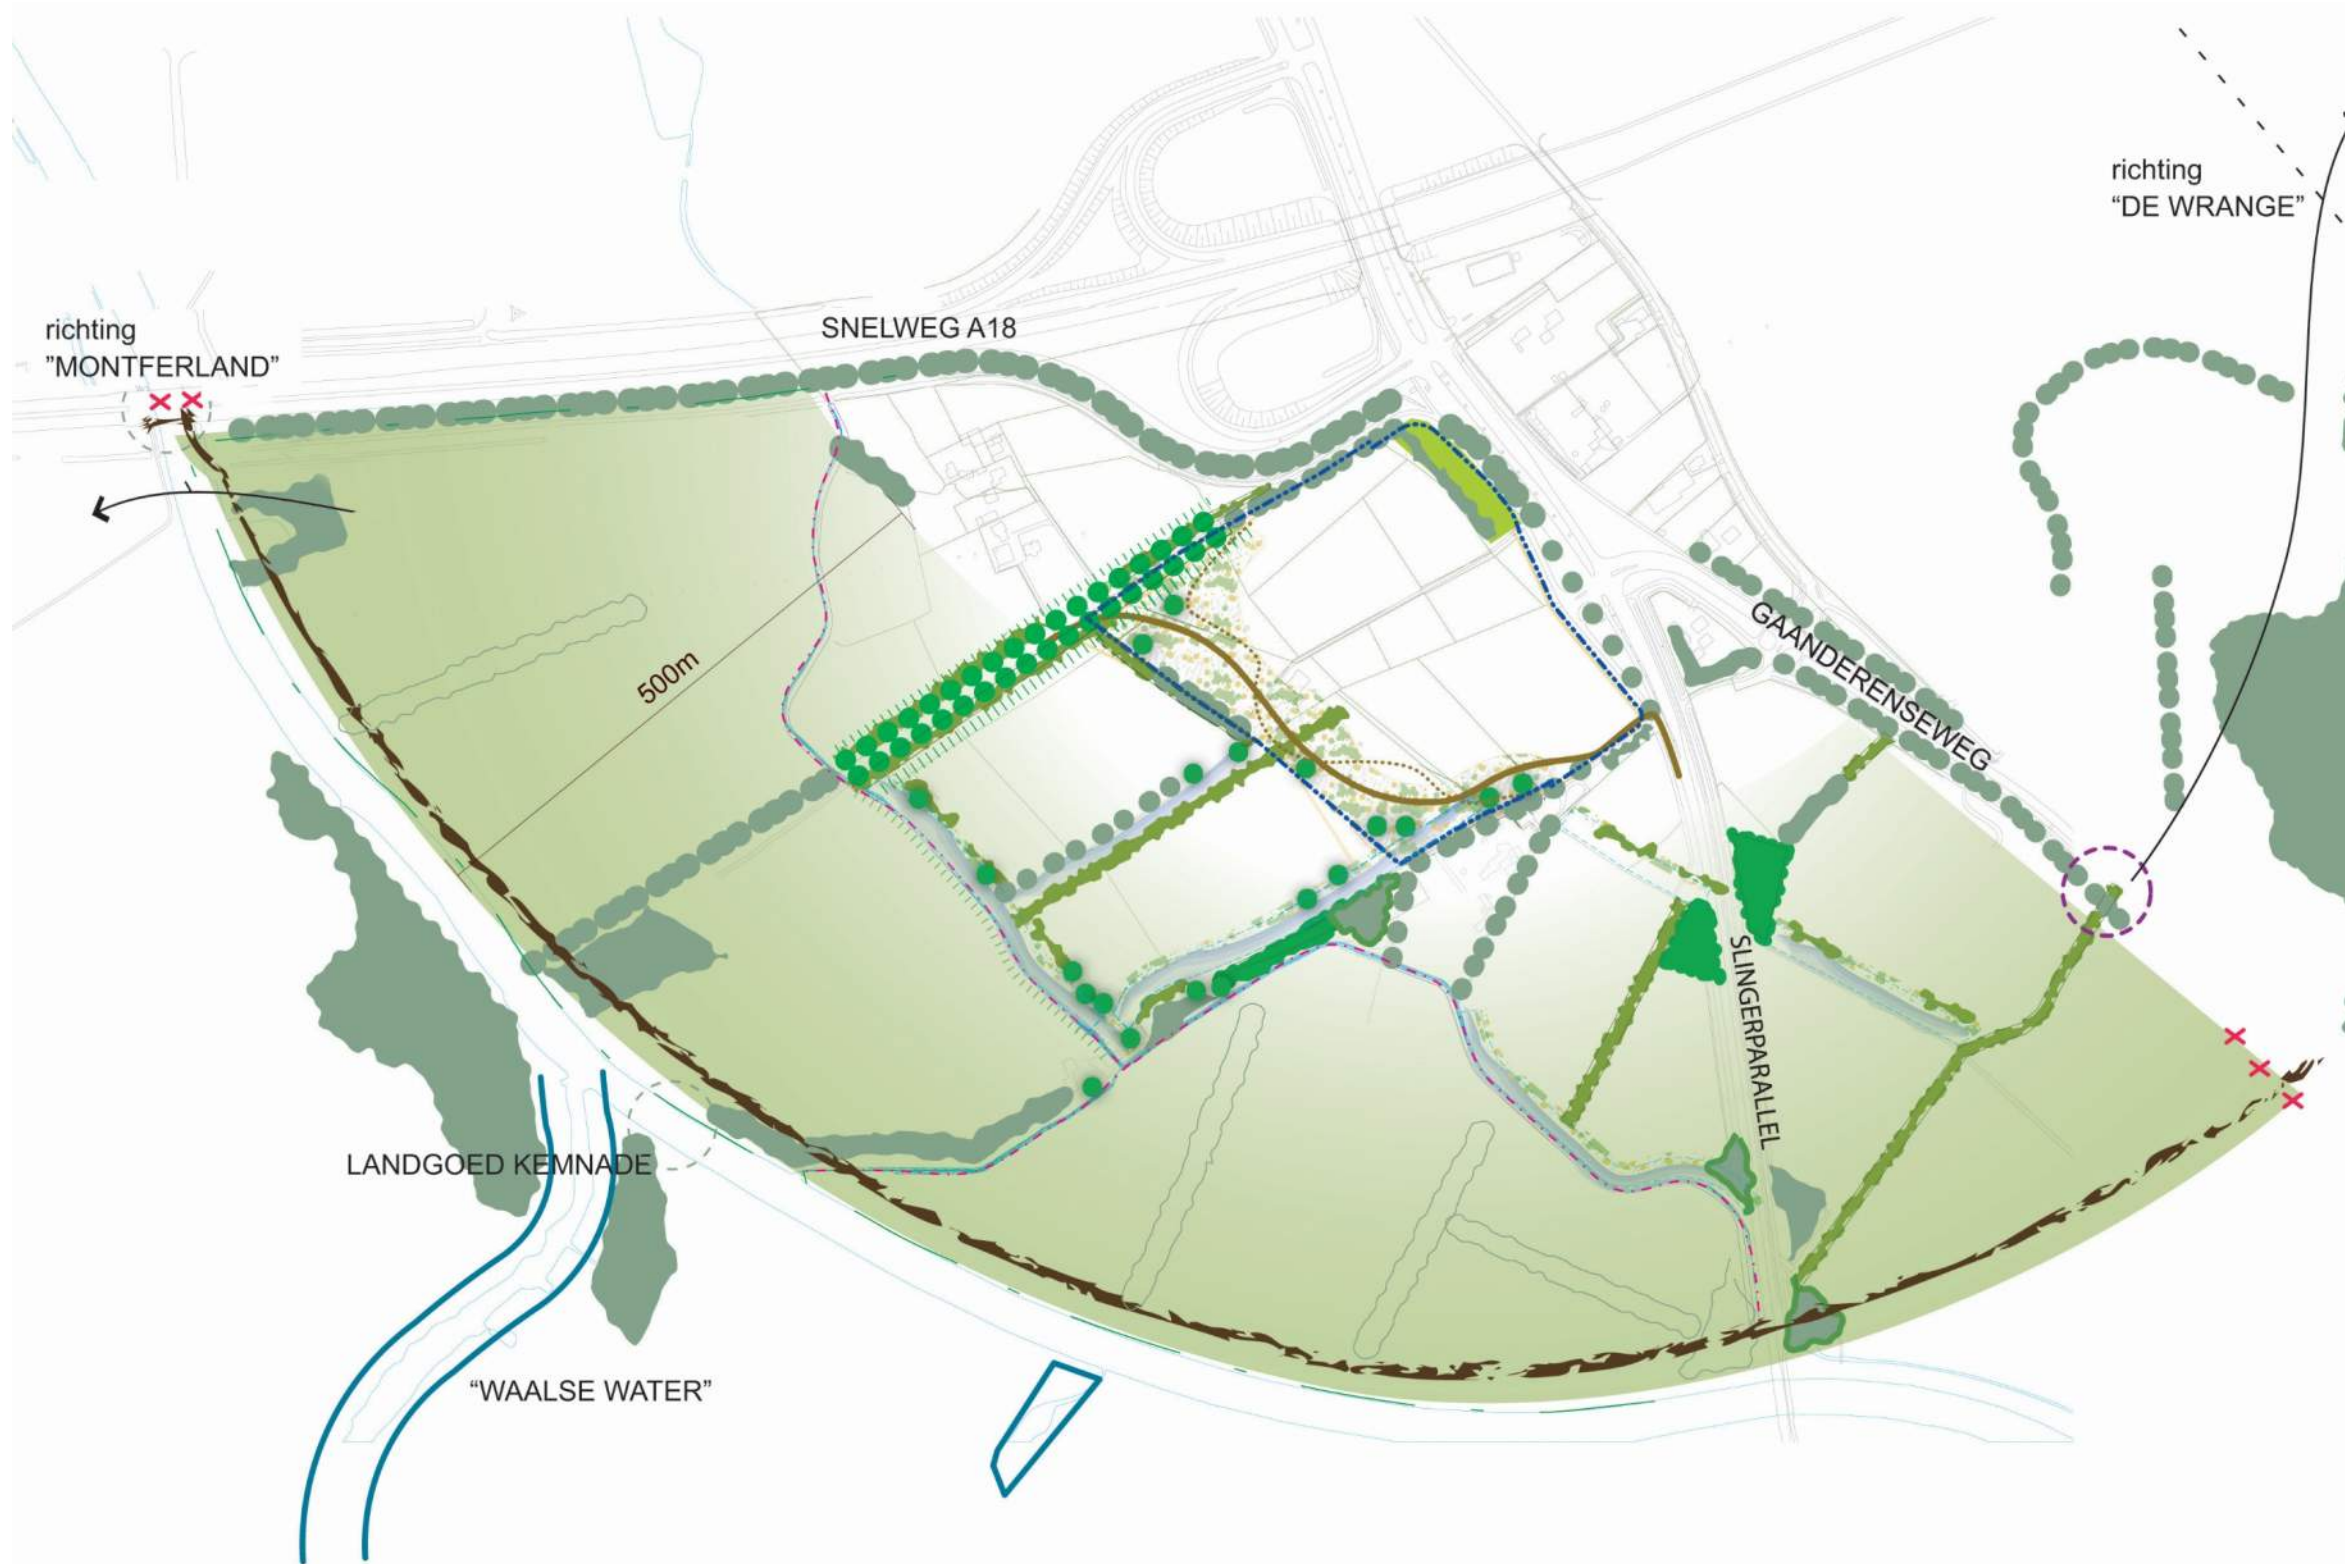 richting
"DE WRANGE"
SNELWEG A18
richting
"MONTFERLAND"
500m
GAANDERENSEWEG
SLINGERPARALLEL
LANDGOED KEMNADE
"WAALSE WATER"